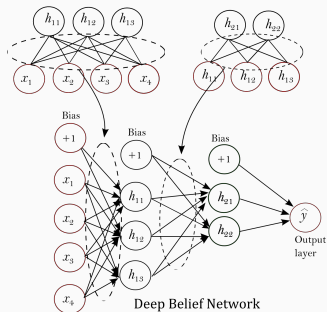 h11 h12 h13
x1 x2 x3 x4
h21 h22
h11 h12 h13
Bias
+1
x1
x2
x3
x4
Bias
+1
h11
h12
h13
Bias
+1
h21
h22
ŷ
Output
layer
Deep Belief Network